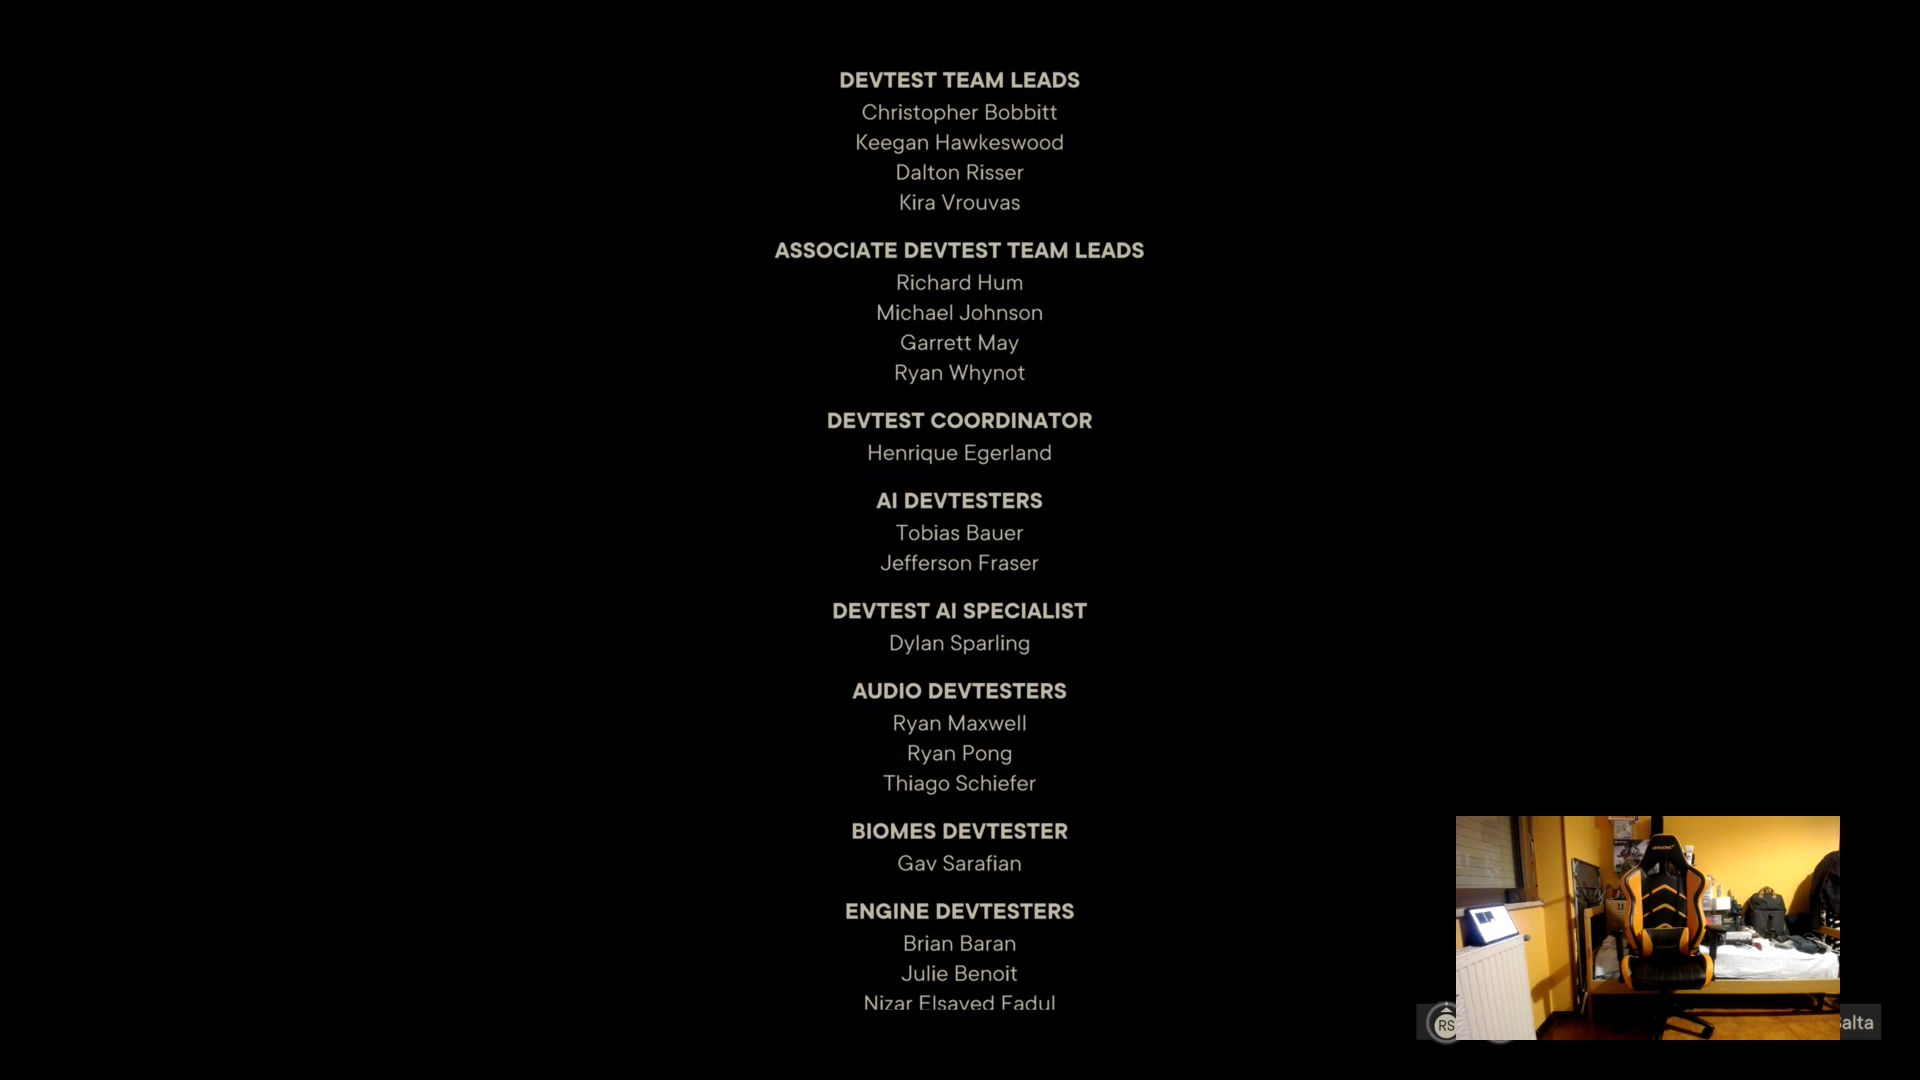 DEVTEST TEAM LEADS
Christopher Bobbitt
Keegan Hawkeswood
Dalton Risser
Kira Vrouvas
ASSOCIATE DEVTEST TEAM LEADS
Richard Hum
Michael Johnson
Garrett May
Ryan Whynot
DEVTEST COORDINATOR
Henrique Egerland
AI DEVTESTERS
Tobias Bauer
Jefferson Fraser
DEVTEST AI SPECIALIST
Dylan Sparling
AUDIO DEVTESTERS
Ryan Maxwell
Ryan Pong
Thiago Schiefer
BIOMES DEVTESTER
Gav Sarafian
ENGINE DEVTESTERS
Brian Baran
Julie Benoit
Nizar Elsayed Fadul
RS
alta